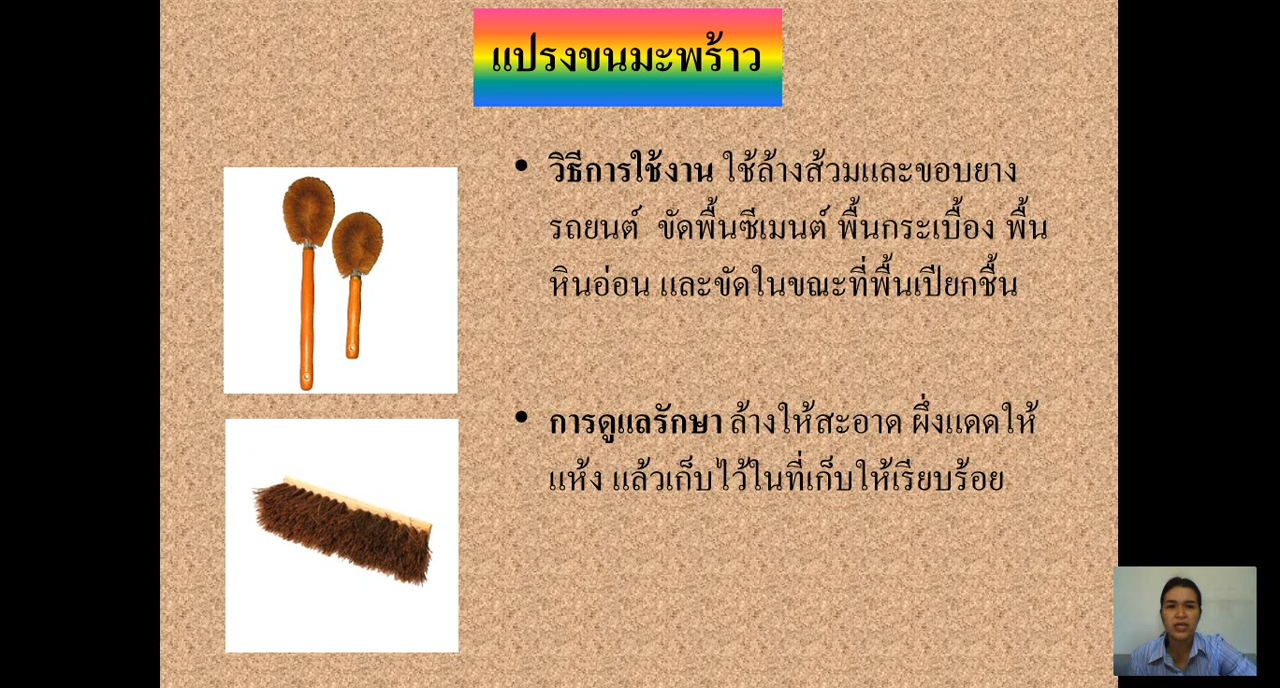 แปรงขนมะพร้าว
• วิธีการใช้งาน ใช้ล้างส้วมและขอบยาง
รถยนต์ ขัดพื้นซีเมนต์ พื้นกระเบื้อง พื้น
หินอ่อน และขัดในขณะที่พื้นเปียกชื้น
• การดูแลรักษา ล้างให้สะอาด ผึ่งแดดให้
แห้ง แล้วเก็บไว้ในที่เก็บให้เรียบร้อย